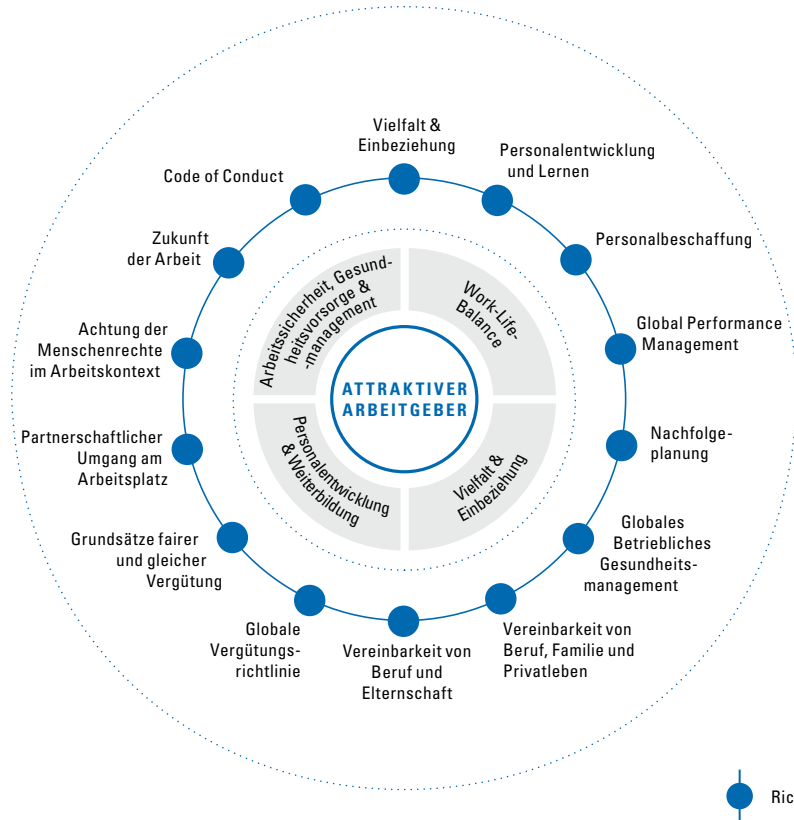 Vielfalt &
Einbeziehung
Personalentwicklung
und Lernen
Personalbeschaffung
Global Performance
Management
Nachfolge-
planung
Globales
Betriebliches
Gesundheits-
management
Vereinbarkeit von
Beruf, Familie und
Privatleben
Vereinbarkeit von
Beruf und
Elternschaft
Globale
Vergütungs-
richtlinie
Grundsätze fairer
und gleicher
Vergütung
Partnerschaftlicher
Umgang am
Arbeitsplatz
Achtung der
Menschenrechte
im Arbeitskontext
Zukunft
der Arbeit
Code of Conduct
Arbeitssicherheit, Gesund-
heitsvorsorge &
-management
Work-Life-
Balance
Vielfalt &
Einbeziehung
Personalentwicklung
& Weiterbildung
ATTRAKTIVER
ARBEITGEBER
Ric